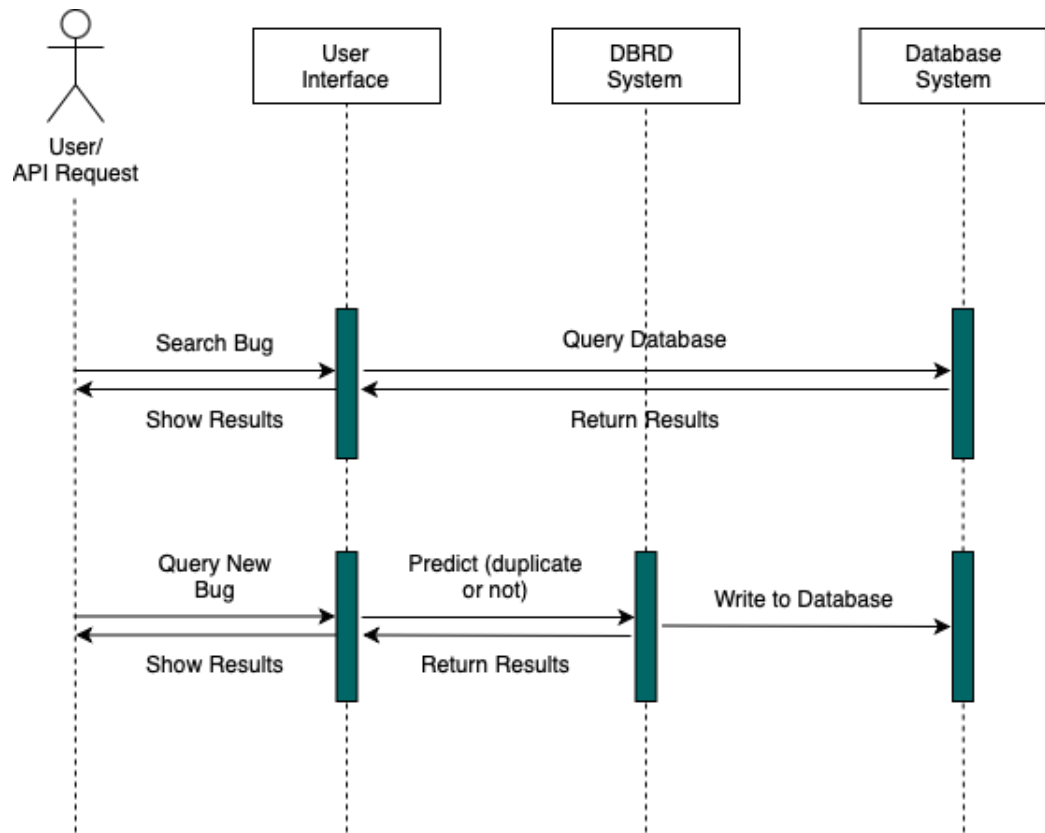 User/
API Request
User
Interface
DBRD
System
Database
System
Search Bug
Query Database
Show Results
Return Results
Query New
Bug
Predict (duplicate
or not)
Write to Database
Show Results
Return Results